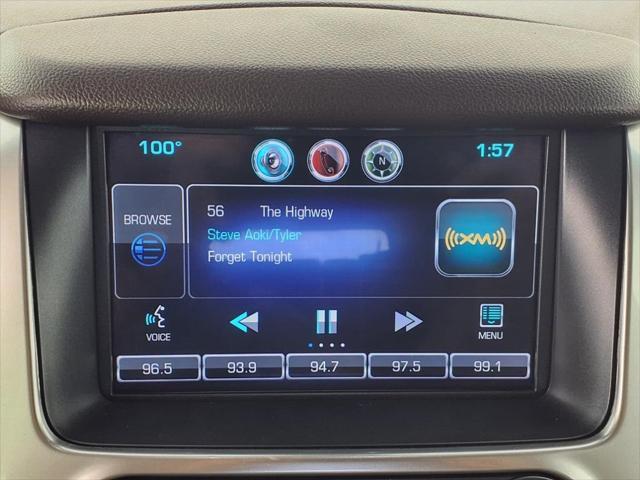 100°
N
1:57
BROWSE
56 The Highway
Steve Aoki/Tyler
Forget Tonight
((XM))
VOICE
MENU
96.5 93.9 94.7 97.5 99.1